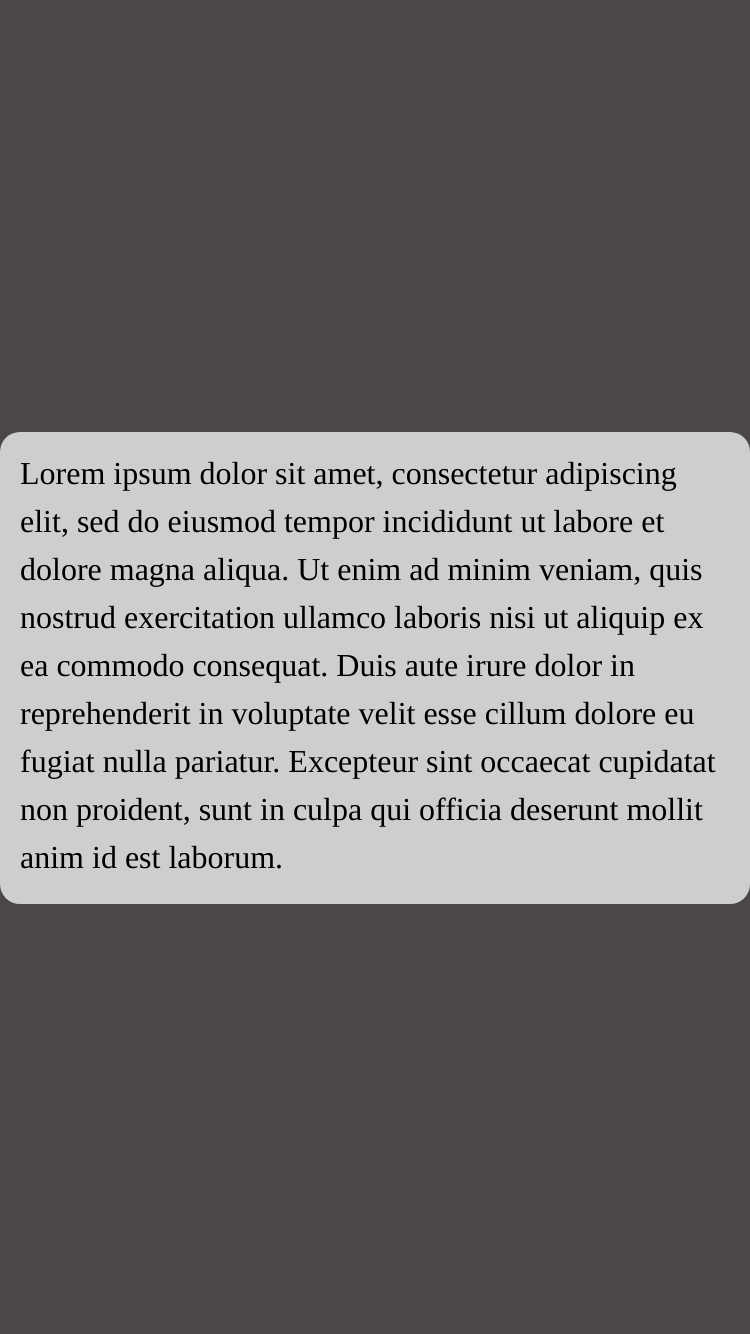 Lorem ipsum dolor sit amet, consectetur adipiscing
elit, sed do eiusmod tempor incididunt ut labore et
dolore magna aliqua. Ut enim ad minim veniam, quis
nostrud exercitation ullamco laboris nisi ut aliquip ex
ea commodo consequat. Duis aute irure dolor in
reprehenderit in voluptate velit esse cillum dolore eu
fugiat nulla pariatur. Excepteur sint occaecat cupidatat
non proident, sunt in culpa qui officia deserunt mollit
anim id est laborum.